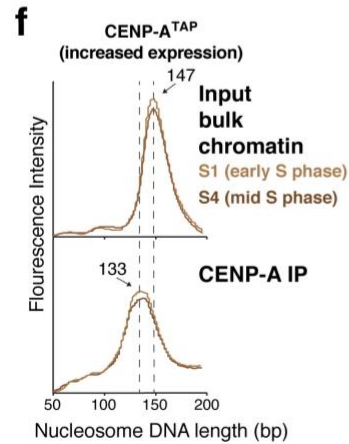 f
CENP-Aᵀᴬᴾ
(increased expression)
147
Input
bulk
chromatin
S1 (early S phase)
S4 (mid S phase)
Flourescence Intensity
133
CENP-A IP
50 100 150 200
Nucleosome DNA length (bp)